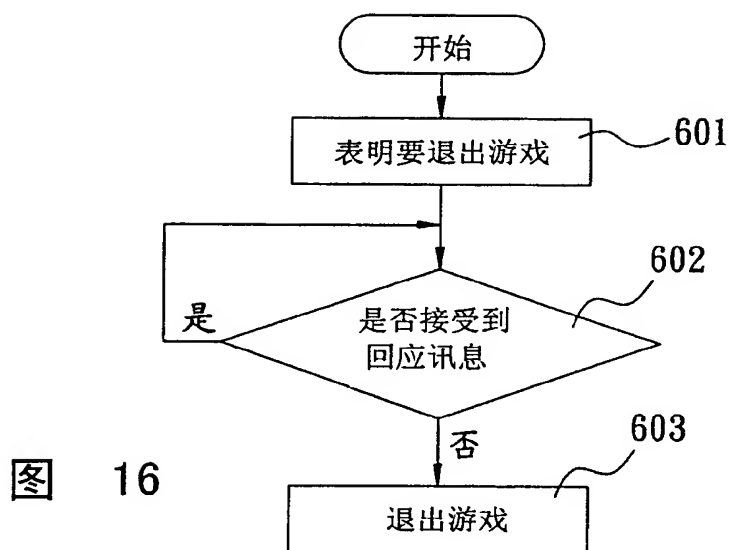 开始
表明要退出游戏
601
602
是否接受到
回应讯息
是
否
603
退出游戏
图 16